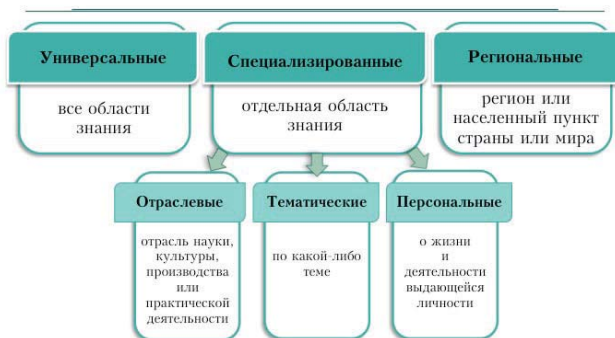 Универсальные
все области
знания
Специализированные
отдельная область
знания
Региональные
регион или
населенный пункт
страны или мира
Отраслевые
отрасль науки,
культуры,
производства
или
практической
деятельности
Тематические
по какой-либо
теме
Персональные
о жизни
и
деятельности
выдающейся
личности